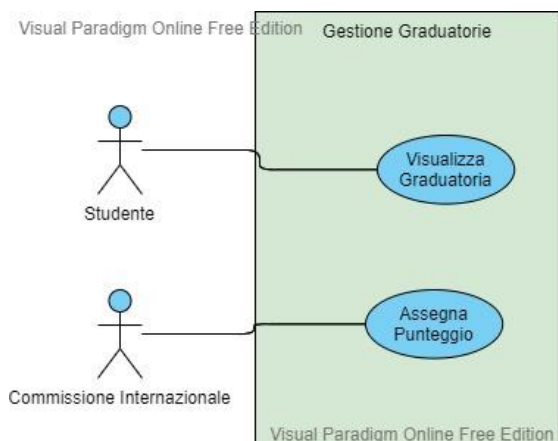 Visual Paradigm Online Free Edition
Gestione Graduatorie
Visualizza
Graduatoria
Studente
Assegna
Punteggio
Commissione Internazionale
Visual Paradigm Online Free Edition